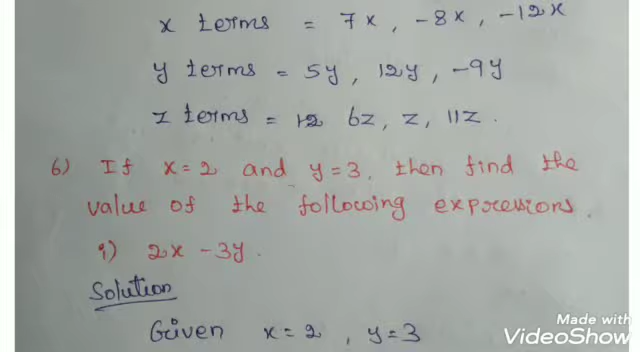 x terms = 7x, -8x, -12x
y terms = 5y, 12y, -9y
z terms = 12 6z, z, 11z.
6) If x=2 and y=3, then find the
value of the following expressions.
i) 2x - 3y.
Solution
Given x=2, y=3
Made with
VideoShow